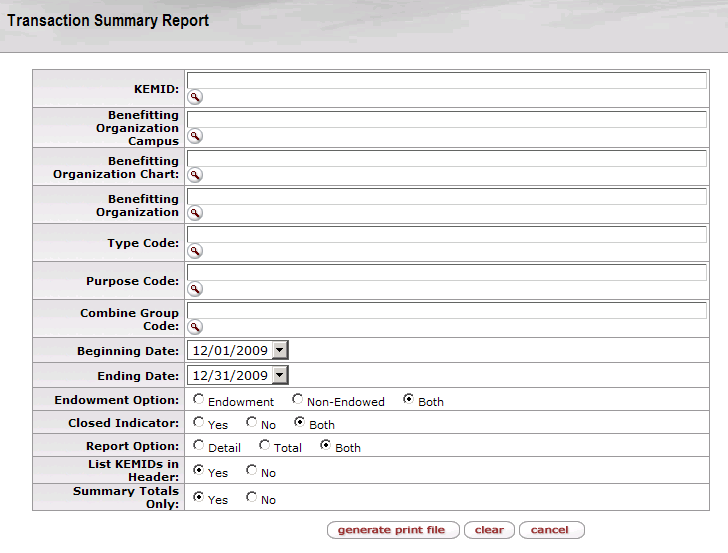 Transaction Summary Report
KEMID:
Benefitting
Organization
Campus
Benefitting
Organization Chart:
Benefitting
Organization
Type Code:
Purpose Code:
Combine Group
Code:
Beginning Date: 12/01/2009
Ending Date: 12/31/2009
Endowment Option: Endowment Non-Endowed Both
Closed Indicator: Yes No Both
Report Option: Detail Total Both
List KEMIDs in
Header: Yes No
Summary Totals
Only: Yes No
generate print file clear cancel